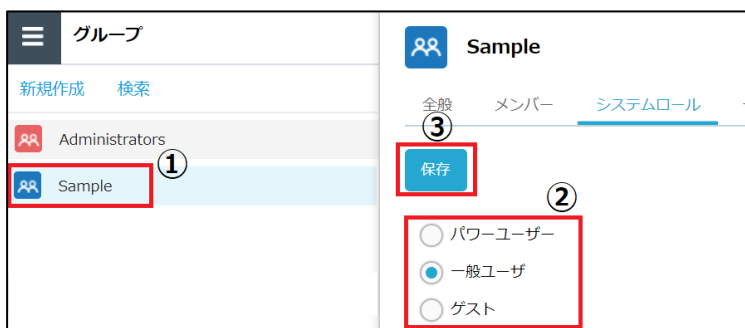 グループ
新規作成 検索
Administrators
①
Sample
Sample
全般 メンバー システムロール
③
保存
②
パワーユーザー
一般ユーザ
ゲスト